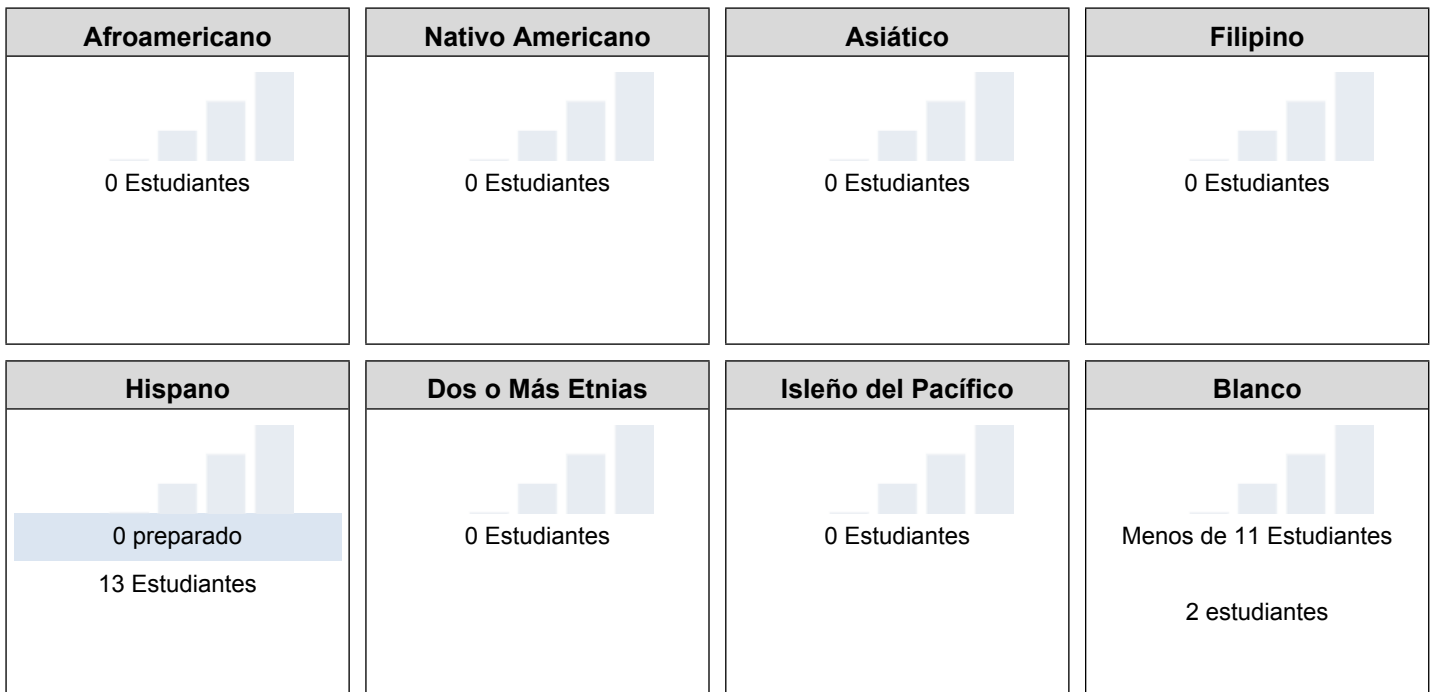 Afroamericano
0 Estudiantes
Nativo Americano
0 Estudiantes
Asiático
0 Estudiantes
Filipino
0 Estudiantes
Hispano
0 preparado
13 Estudiantes
Dos o Más Etnias
0 Estudiantes
Isleño del Pacífico
0 Estudiantes
Blanco
Menos de 11 Estudiantes
2 estudiantes